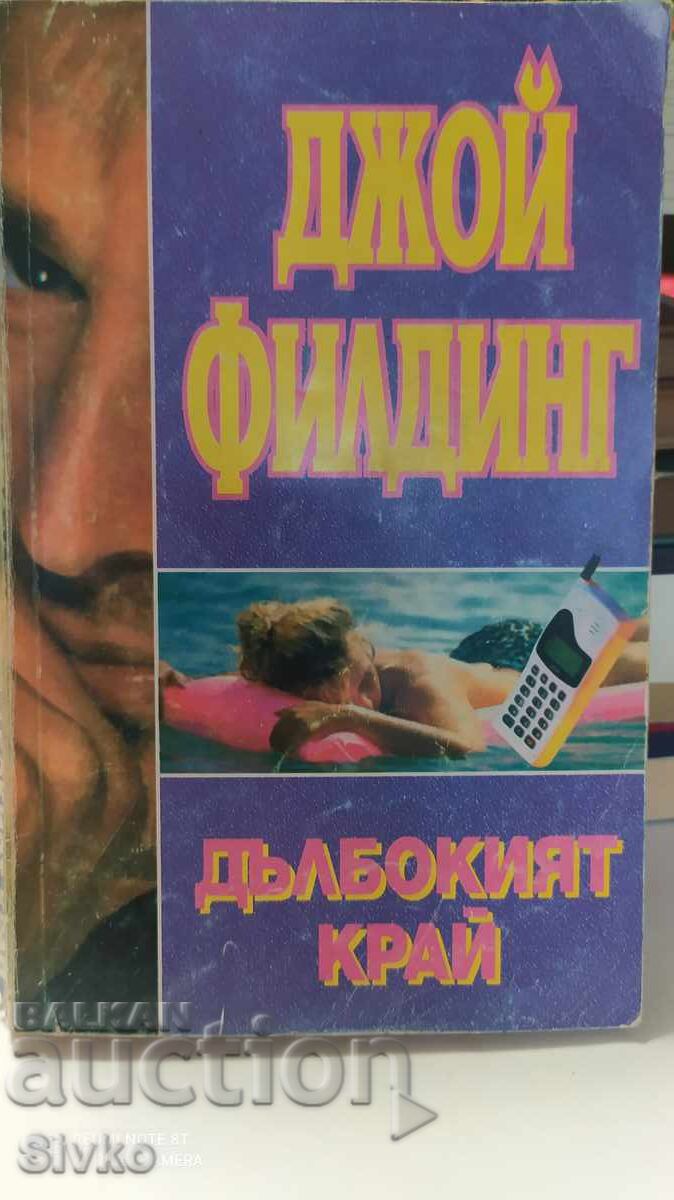 ДЖОЙ
ФИЛДИНГ
ДЪЛБОКИЯТ
КРАЙ
BALKAN
auction
Sivko